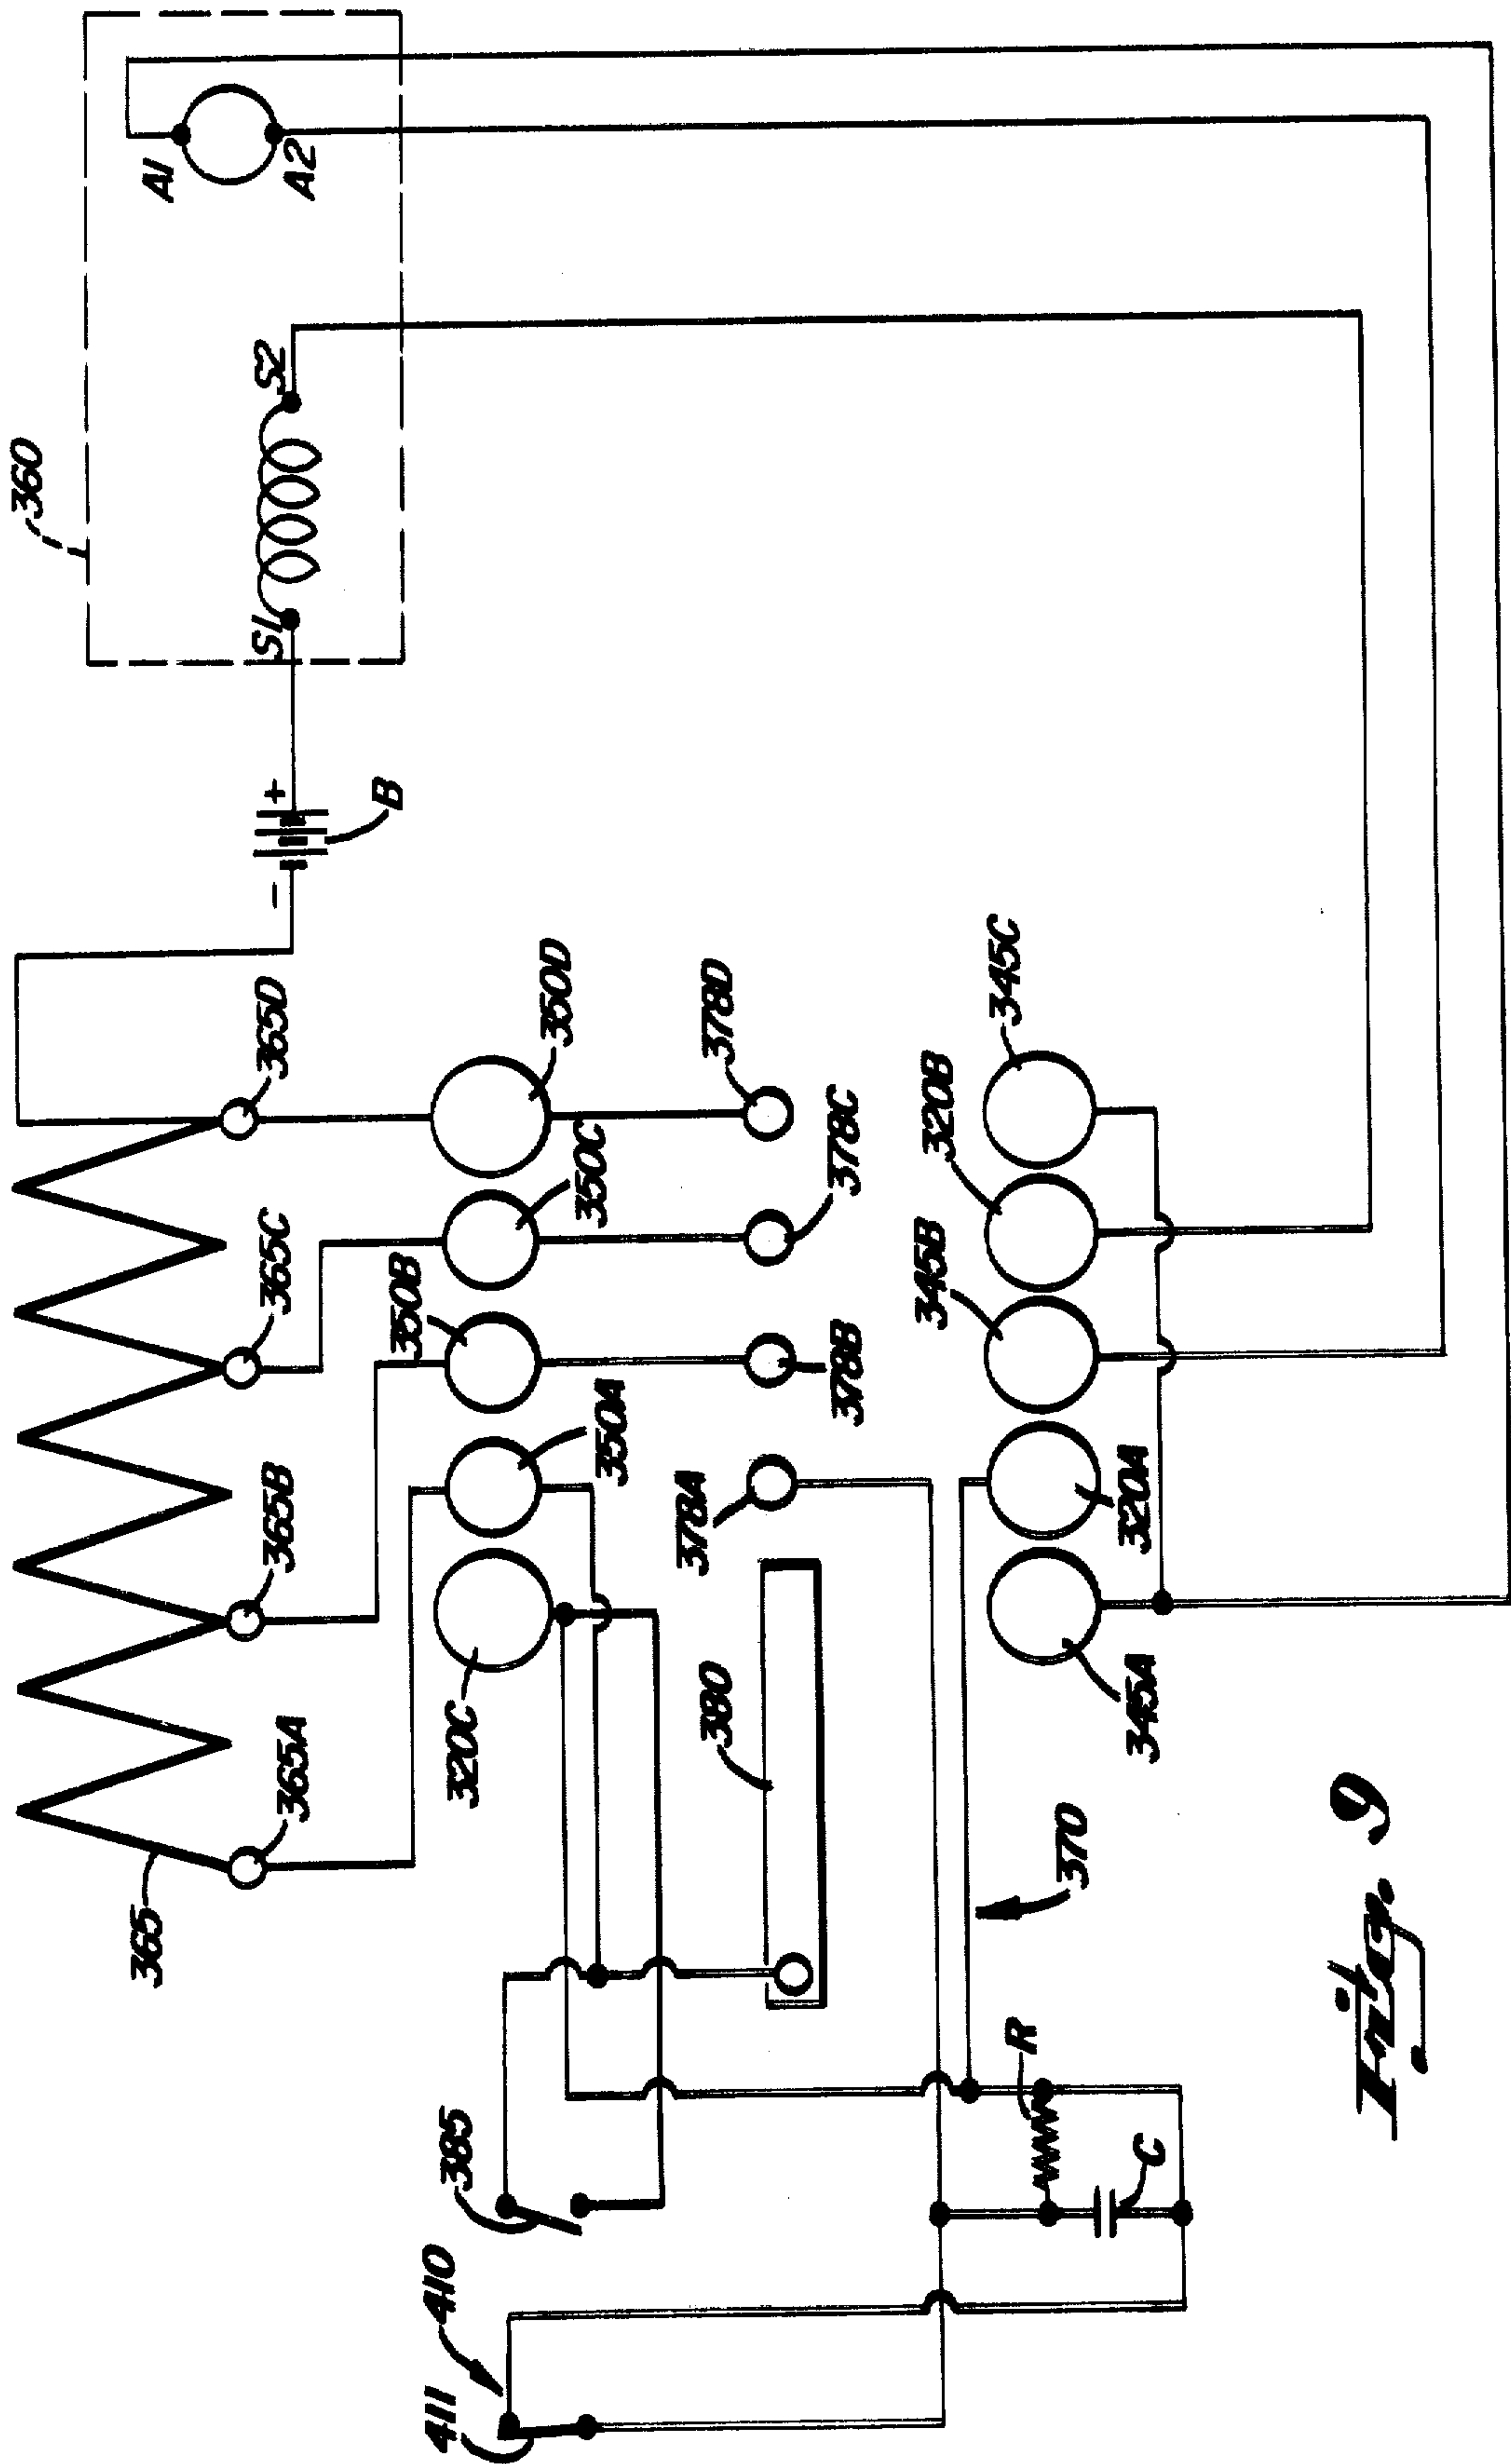 360
A1
A2
S1
S2
+
-
B
365
365A
365B
365C
365D
350D
350C
350B
350A
320C
378D
378C
378B
378A
380
385
410
411
345C
320B
345B
320A
345A
370
R
C
Fig. 9